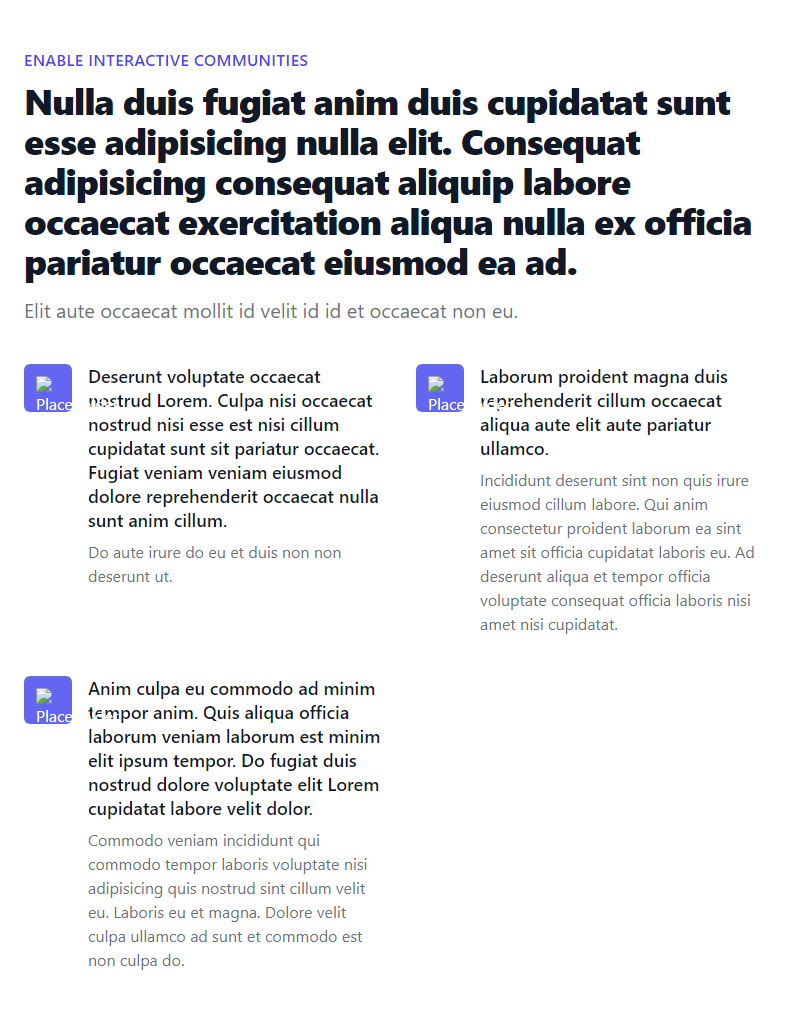 ENABLE INTERACTIVE COMMUNITIES
Nulla duis fugiat anim duis cupidatat sunt
esse adipisicing nulla elit. Consequat
adipisicing consequat aliquip labore
occaecat exercitation aliqua nulla ex officia
pariatur occaecat eiusmod ea ad.
Elit aute occaecat mollit id velit id id et occaecat non eu.
Deserunt voluptate occaecat
nostrud Lorem. Culpa nisi occaecat
nostrud nisi esse est nisi cillum
cupidatat sunt sit pariatur occaecat.
Fugiat veniam veniam eiusmod
dolore reprehenderit occaecat nulla
sunt anim cillum.
Do aute irure do eu et duis non non
deserunt ut.
Laborum proident magna duis
reprehenderit cillum occaecat
aliqua aute elit aute pariatur
ullamco.
Incididunt deserunt sint non quis irure
eiusmod cillum labore. Qui anim
consectetur proident laborum ea sint
amet sit officia cupidatat laboris eu. Ad
deserunt aliqua et tempor officia
voluptate consequat officia laboris nisi
amet nisi cupidatat.
Anim culpa eu commodo ad minim
tempor anim. Quis aliqua officia
laborum veniam laborum est minim
elit ipsum tempor. Do fugiat duis
nostrud dolore voluptate elit Lorem
cupidatat labore velit dolor.
Commodo veniam incididunt qui
commodo tempor laboris voluptate nisi
adipisicing quis nostrud sint cillum velit
eu. Laboris eu et magna. Dolore velit
culpa ullamco ad sunt et commodo est
non culpa do.